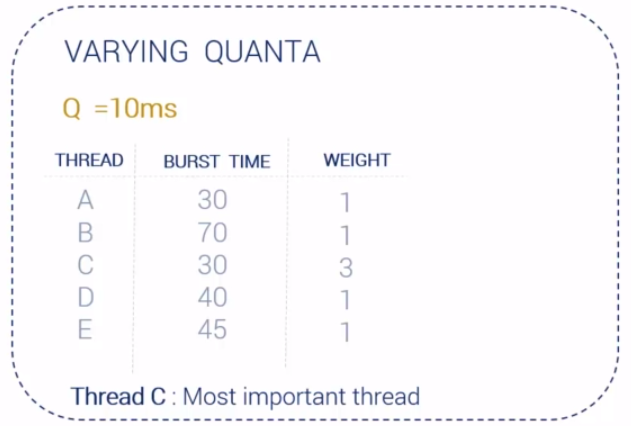 VARYING QUANTA
Q =10ms
THREAD BURST TIME WEIGHT
A 30 1
B 70 1
C 30 3
D 40 1
E 45 1
Thread C : Most important thread